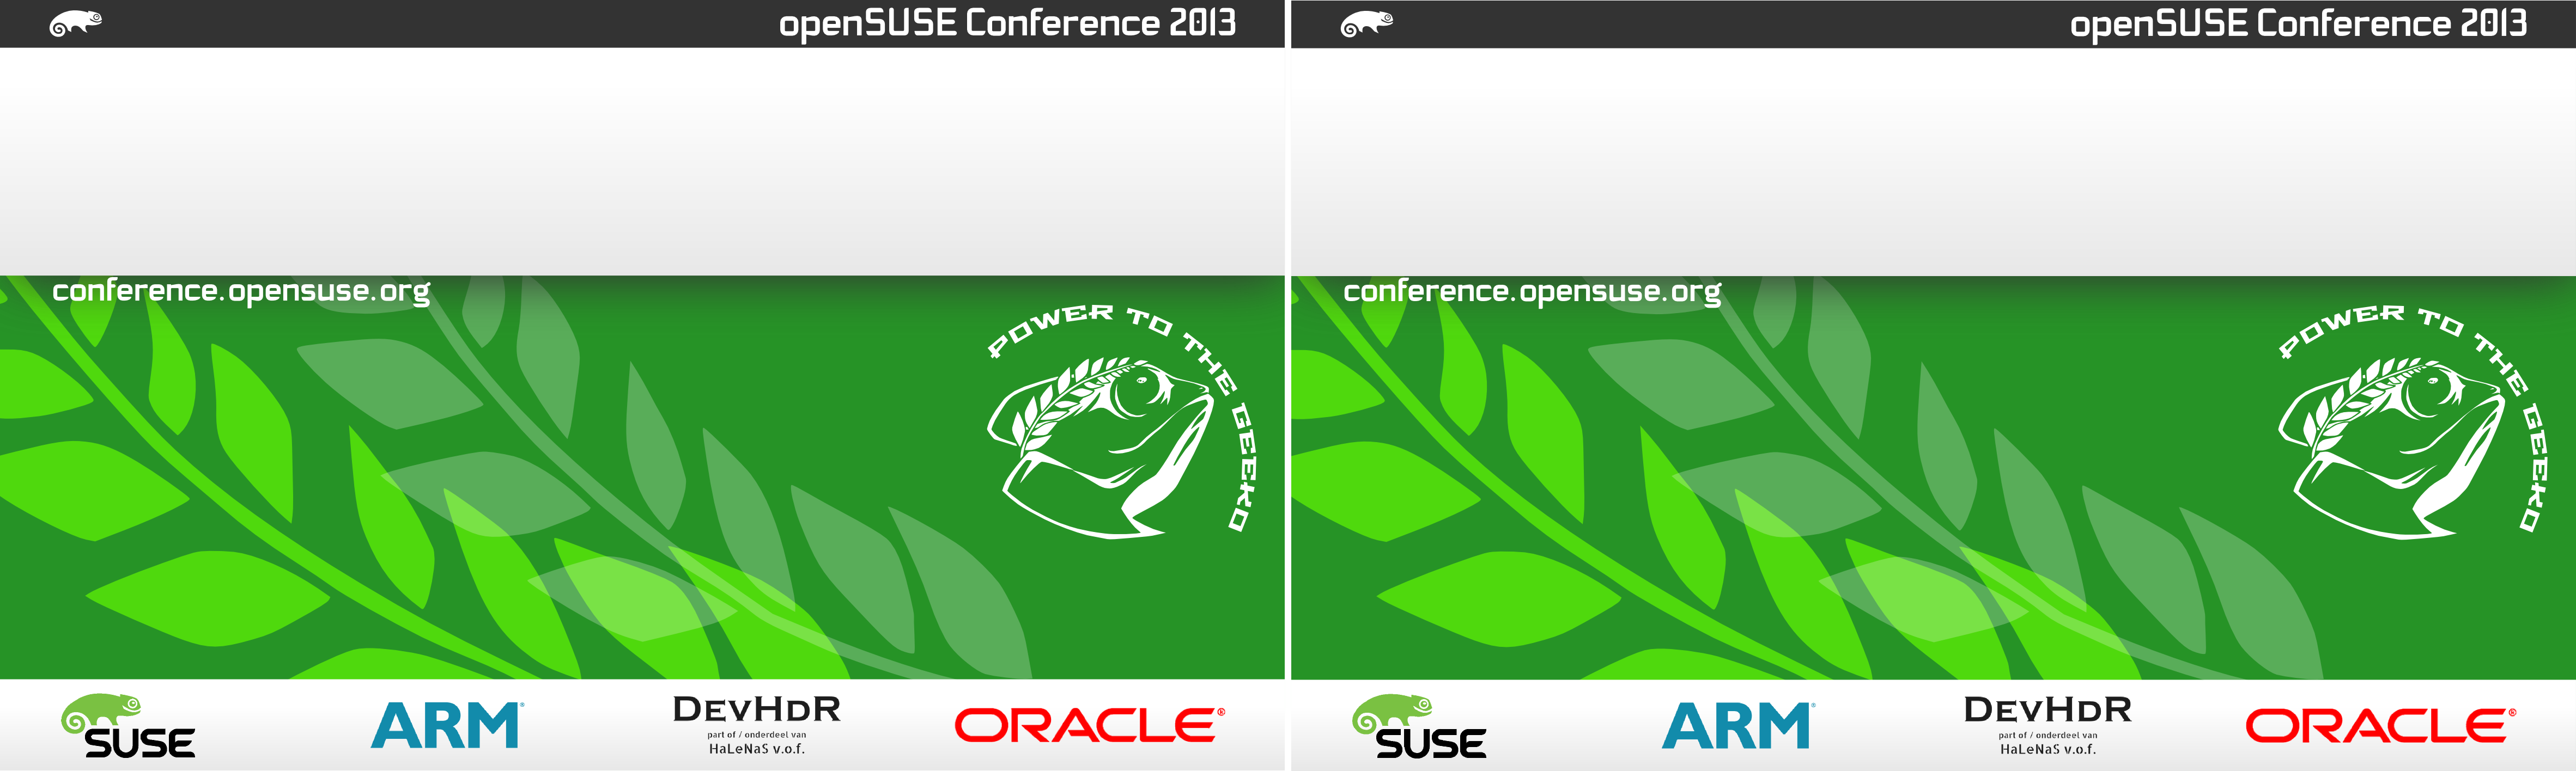 openSUSE Conference 2013
conference.opensuse.org
POWER TO THE GEEKO
SUSE
ARM®
DEVHDR
part of / onderdeel van
HaLeNaS v.o.f.
ORACLE®
openSUSE Conference 2013
conference.opensuse.org
POWER TO THE GEEKO
SUSE
ARM®
DEVHDR
part of / onderdeel van
HaLeNaS v.o.f.
ORACLE®